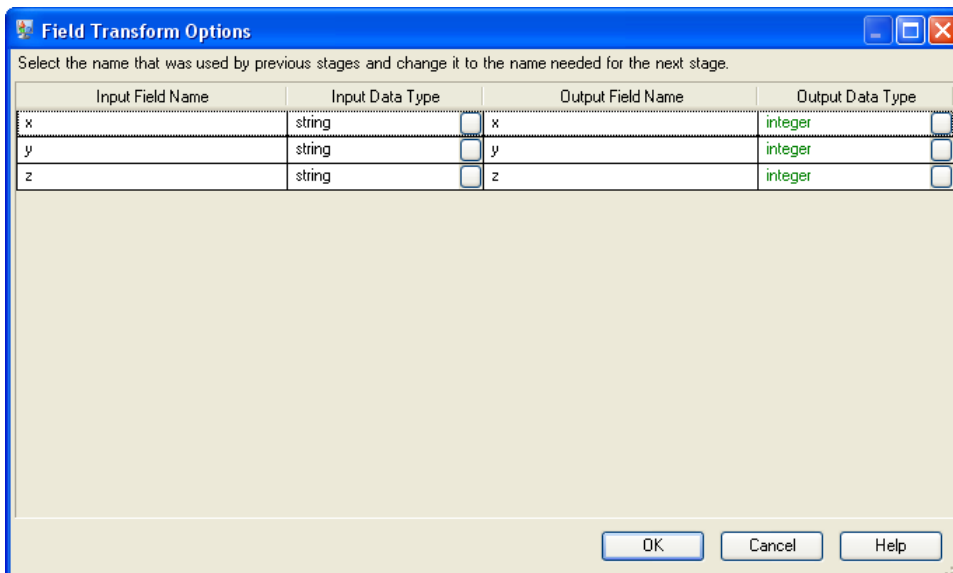 Field Transform Options
Select the name that was used by previous stages and change it to the name needed for the next stage.
Input Field Name Input Data Type Output Field Name Output Data Type
x string x integer
y string y integer
z string z integer
OK Cancel Help